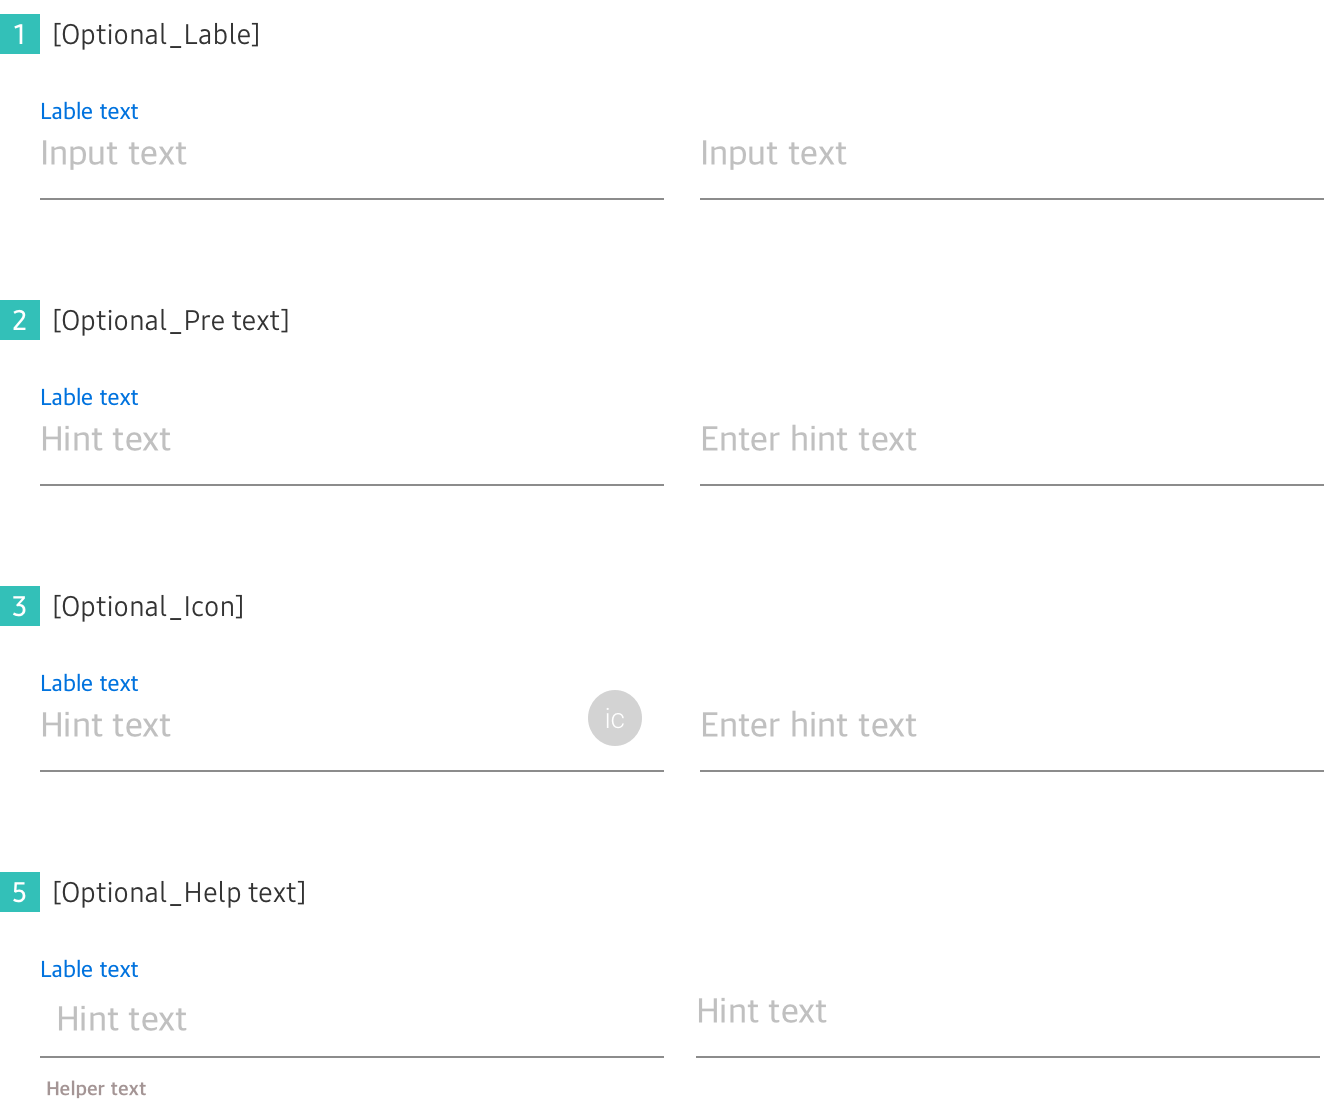 1 [Optional_Lable]
Lable text
Input text Input text
2 [Optional_Pre text]
Lable text
Hint text Enter hint text
3 [Optional_Icon]
Lable text
Hint text ic Enter hint text
5 [Optional_Help text]
Lable text
Hint text Hint text
Helper text